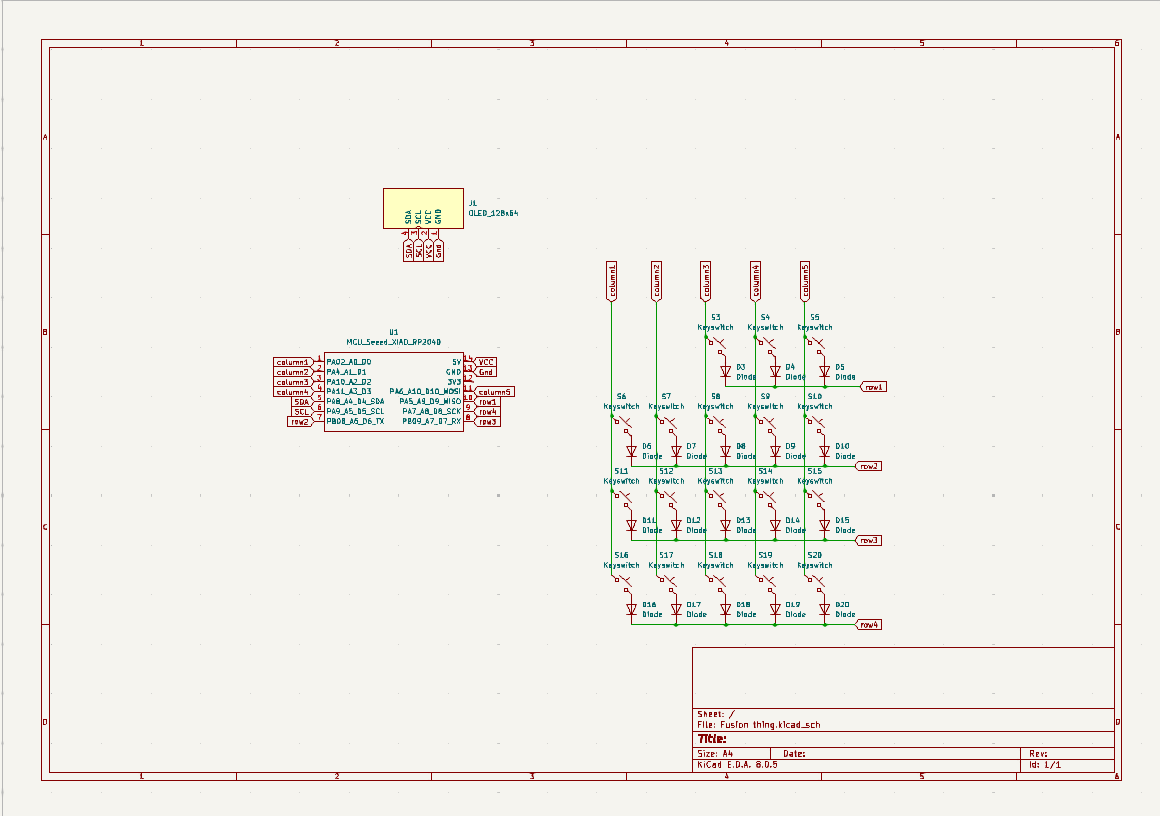 1 2 3 4 5 6
A A
J1
OLED_128x64
SDA SCL VCC GND
4 3 2 1
SDA SCL VCC Gnd
column1 column2 column3 column4 column5
S3 S4 S5
Keyswitch Keyswitch Keyswitch
B B
U1
MCU_Seeed_XIAO_RP2040
column1 1 PA02_A0_D0 5V 14 VCC
column2 2 PA4_A1_D1 GND 13 Gnd
column3 3 PA10_A2_D2 3V3 12
column4 4 PA11_A3_D3 PA6_A10_D10_MOSI 11 column5
SDA 5 PA8_A4_D4_SDA PA5_A9_D9_MISO 10 row1
SCL 6 PA9_A5_D5_SCL PA7_A8_D8_SCK 9 row4
row2 7 PB08_A6_D6_TX PB09_A7_D7_RX 8 row3
D3 D4 D5
Diode Diode Diode
row1
S6 S7 S8 S9 S10
Keyswitch Keyswitch Keyswitch Keyswitch Keyswitch
D6 D7 D8 D9 D10
Diode Diode Diode Diode Diode
row2
S11 S12 S13 S14 S15
Keyswitch Keyswitch Keyswitch Keyswitch Keyswitch
C C
D11 D12 D13 D14 D15
Diode Diode Diode Diode Diode
row3
S16 S17 S18 S19 S20
Keyswitch Keyswitch Keyswitch Keyswitch Keyswitch
D16 D17 D18 D19 D20
Diode Diode Diode Diode Diode
row4
D D
Sheet: /
File: Fusion thing.kicad_sch
Title:
Size: A4 Date: Rev:
KiCad E.D.A. 8.0.5 Id: 1/1
1 2 3 4 5 6